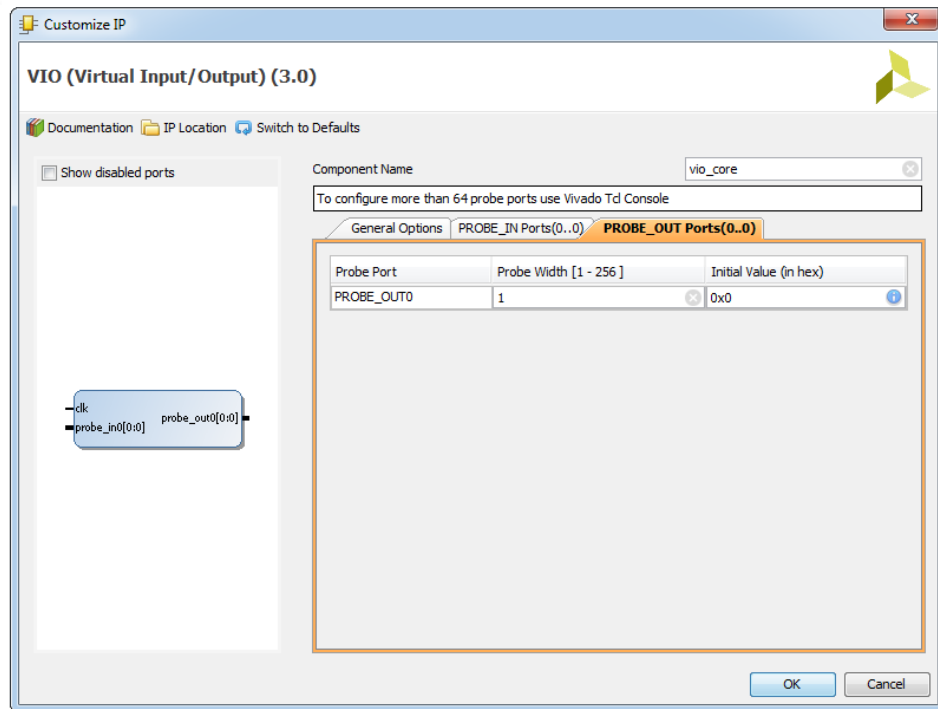 Customize IP
VIO (Virtual Input/Output) (3.0)
Documentation IP Location Switch to Defaults
Show disabled ports
Component Name vio_core
To configure more than 64 probe ports use Vivado Tcl Console
General Options PROBE_IN Ports(0..0) PROBE_OUT Ports(0..0)
Probe Port Probe Width [1 - 256 ] Initial Value (in hex)
PROBE_OUT0 1 0x0
clk
probe_in0[0:0] probe_out0[0:0]
OK Cancel